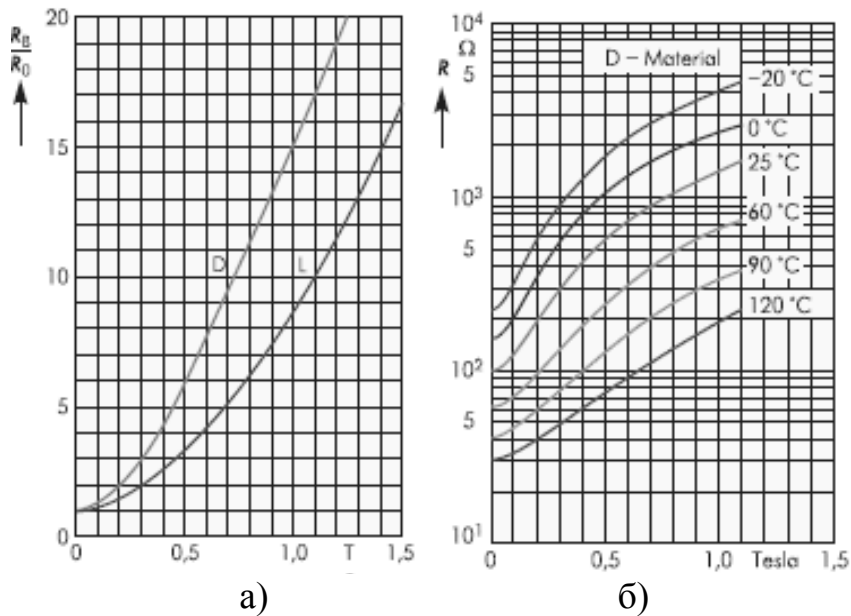 R_B
R_0
20
15
10
5
0
D
L
0
0,5
1,0
T
1,5
а)
R
10⁴
Ω
5
10³
5
10²
5
10¹
D – Material
–20 °C
0 °C
25 °C
60 °C
90 °C
120 °C
0
0,5
1,0
Tesla
1,5
б)